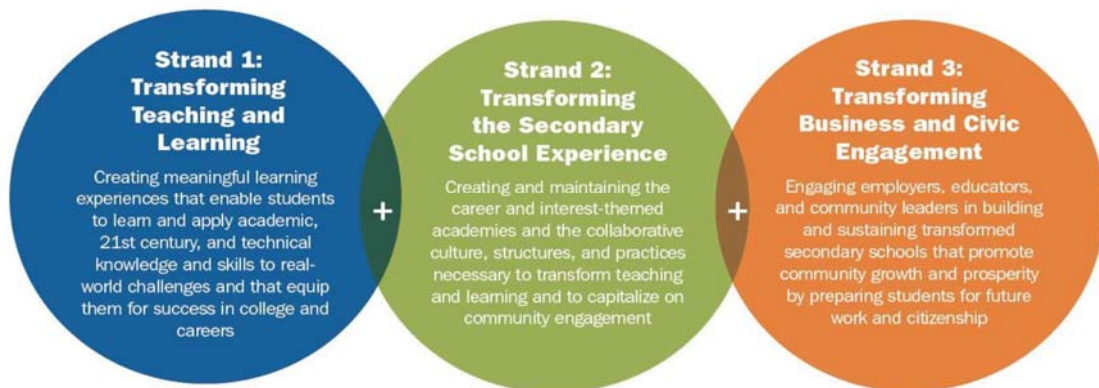 Strand 1:
Transforming
Teaching and
Learning
Creating meaningful learning
experiences that enable students
to learn and apply academic,
21st century, and technical
knowledge and skills to real-
world challenges and that equip
them for success in college and
careers
+
Strand 2:
Transforming
the Secondary
School Experience
Creating and maintaining the
career and interest-themed
academies and the collaborative
culture, structures, and practices
necessary to transform teaching
and learning and to capitalize on
community engagement
+
Strand 3:
Transforming
Business and Civic
Engagement
Engaging employers, educators,
and community leaders in building
and sustaining transformed
secondary schools that promote
community growth and prosperity
by preparing students for future
work and citizenship